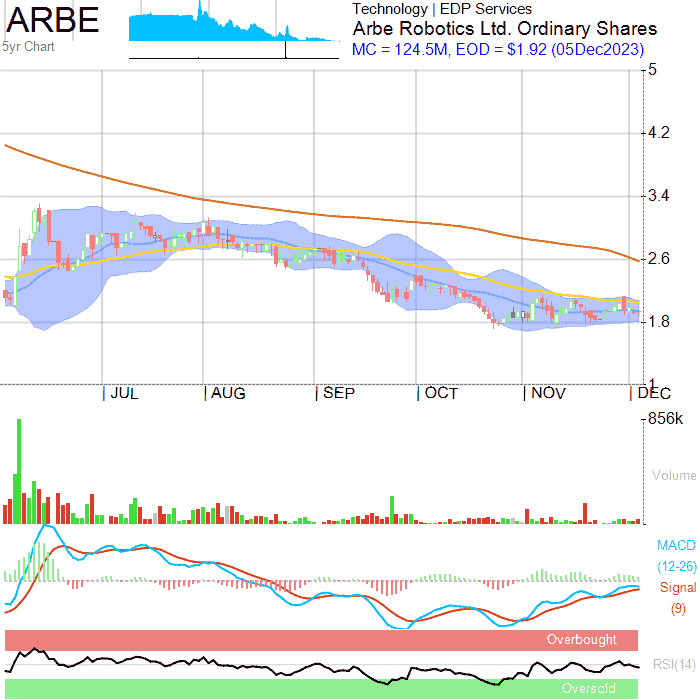 ARBE
5yr Chart
Technology | EDP Services
Arbe Robotics Ltd. Ordinary Shares
MC = 124.5M, EOD = $1.92 (05Dec2023)
5
4.2
3.4
2.6
1.8
1
JUL AUG SEP OCT NOV DEC
856k
Volume
MACD
(12-26)
Signal
(9)
Overbought
RSI(14)
Oversold